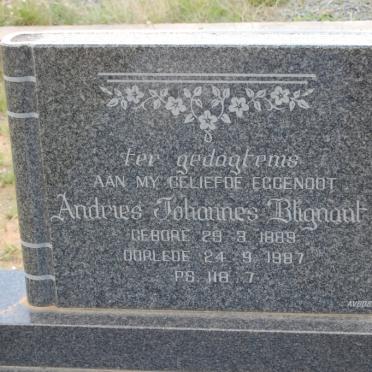 ter gedagtenis
AAN MY GELIEFDE EGGENOOT
Andries Johannes Blignaut
GEBORE 29 . 3 . 1889
OORLEDE 24 . 9 . 1987
PS. 118 : 7